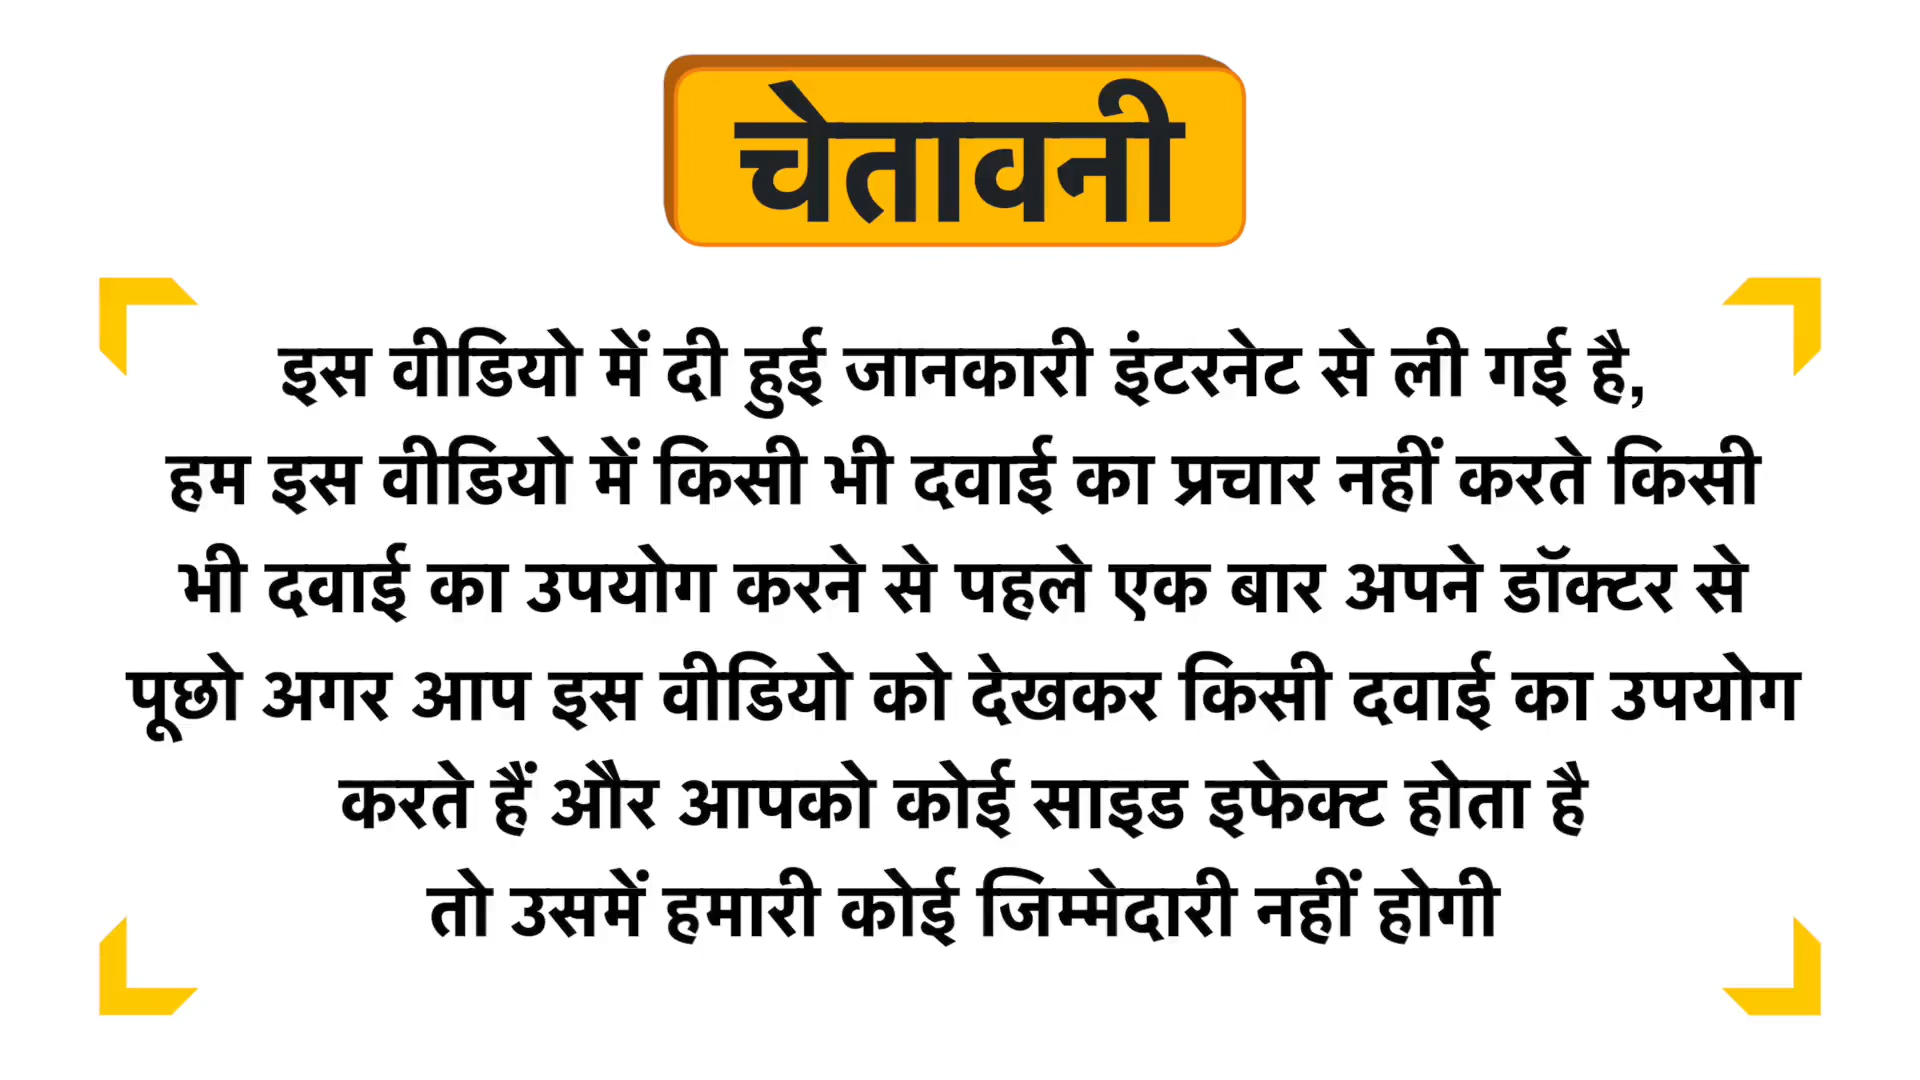 चेतावनी
इस वीडियो में दी हुई जानकारी इंटरनेट से ली गई है,
हम इस वीडियो में किसी भी दवाई का प्रचार नहीं करते किसी
भी दवाई का उपयोग करने से पहले एक बार अपने डॉक्टर से
पूछो अगर आप इस वीडियो को देखकर किसी दवाई का उपयोग
करते हैं और आपको कोई साइड इफेक्ट होता है
तो उसमें हमारी कोई जिम्मेदारी नहीं होगी